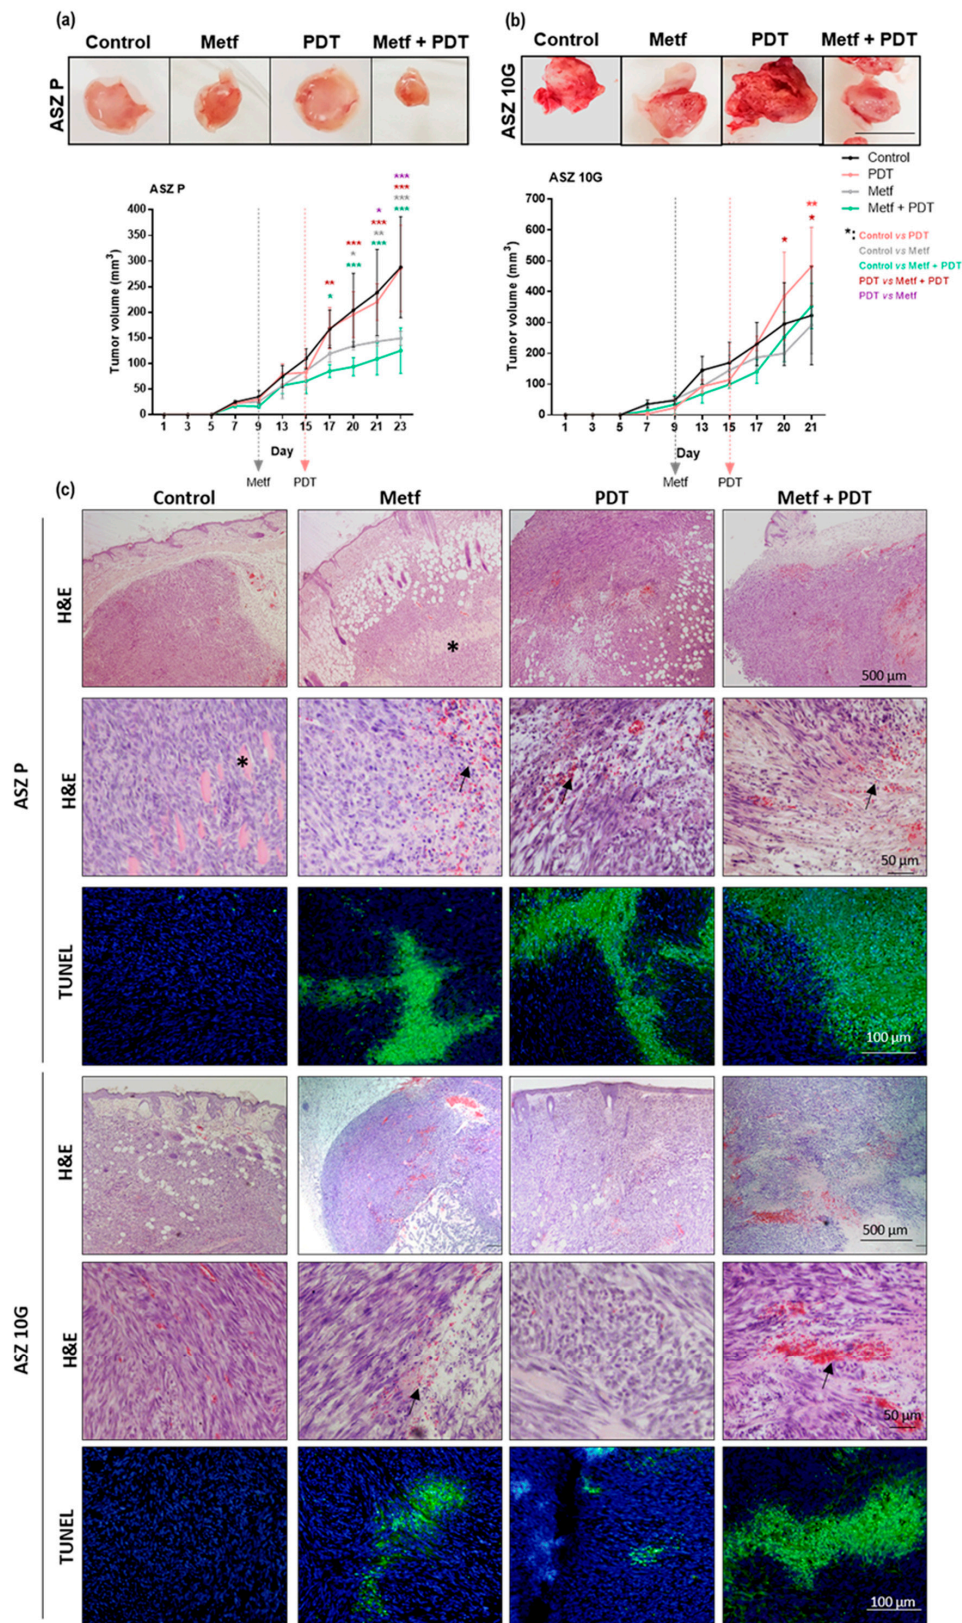 (a)
Control Metf PDT Metf + PDT
ASZ P
(b)
Control Metf PDT Metf + PDT
ASZ 10G
ASZ P
Tumor volume (mm³)
400
350
300
250
200
150
100
50
0
1 3 5 7 9 13 15 17 20 21 23
Day
Metf PDT
** * *** * *** * ** *** *** *** *** ***
ASZ 10G
Tumor volume (mm³)
700
600
500
400
300
200
100
0
1 3 5 7 9 13 15 17 20 21
Day
Metf PDT
* ** *
Control
PDT
Metf
Metf + PDT
*:
Control vs PDT
Control vs Metf
Control vs Metf + PDT
PDT vs Metf + PDT
PDT vs Metf
(c)
Control Metf PDT Metf + PDT
ASZ P
H&E
*
500 µm
H&E
*
50 µm
TUNEL
100 µm
ASZ 10G
H&E
500 µm
H&E
50 µm
TUNEL
100 µm